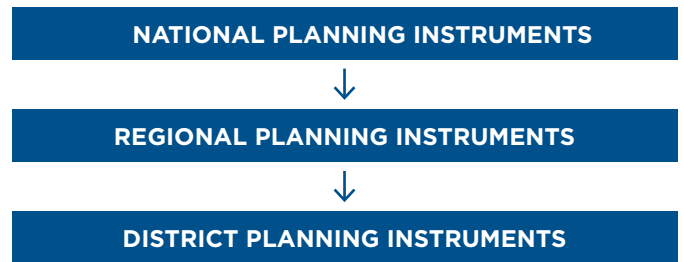 NATIONAL PLANNING INSTRUMENTS
REGIONAL PLANNING INSTRUMENTS
DISTRICT PLANNING INSTRUMENTS